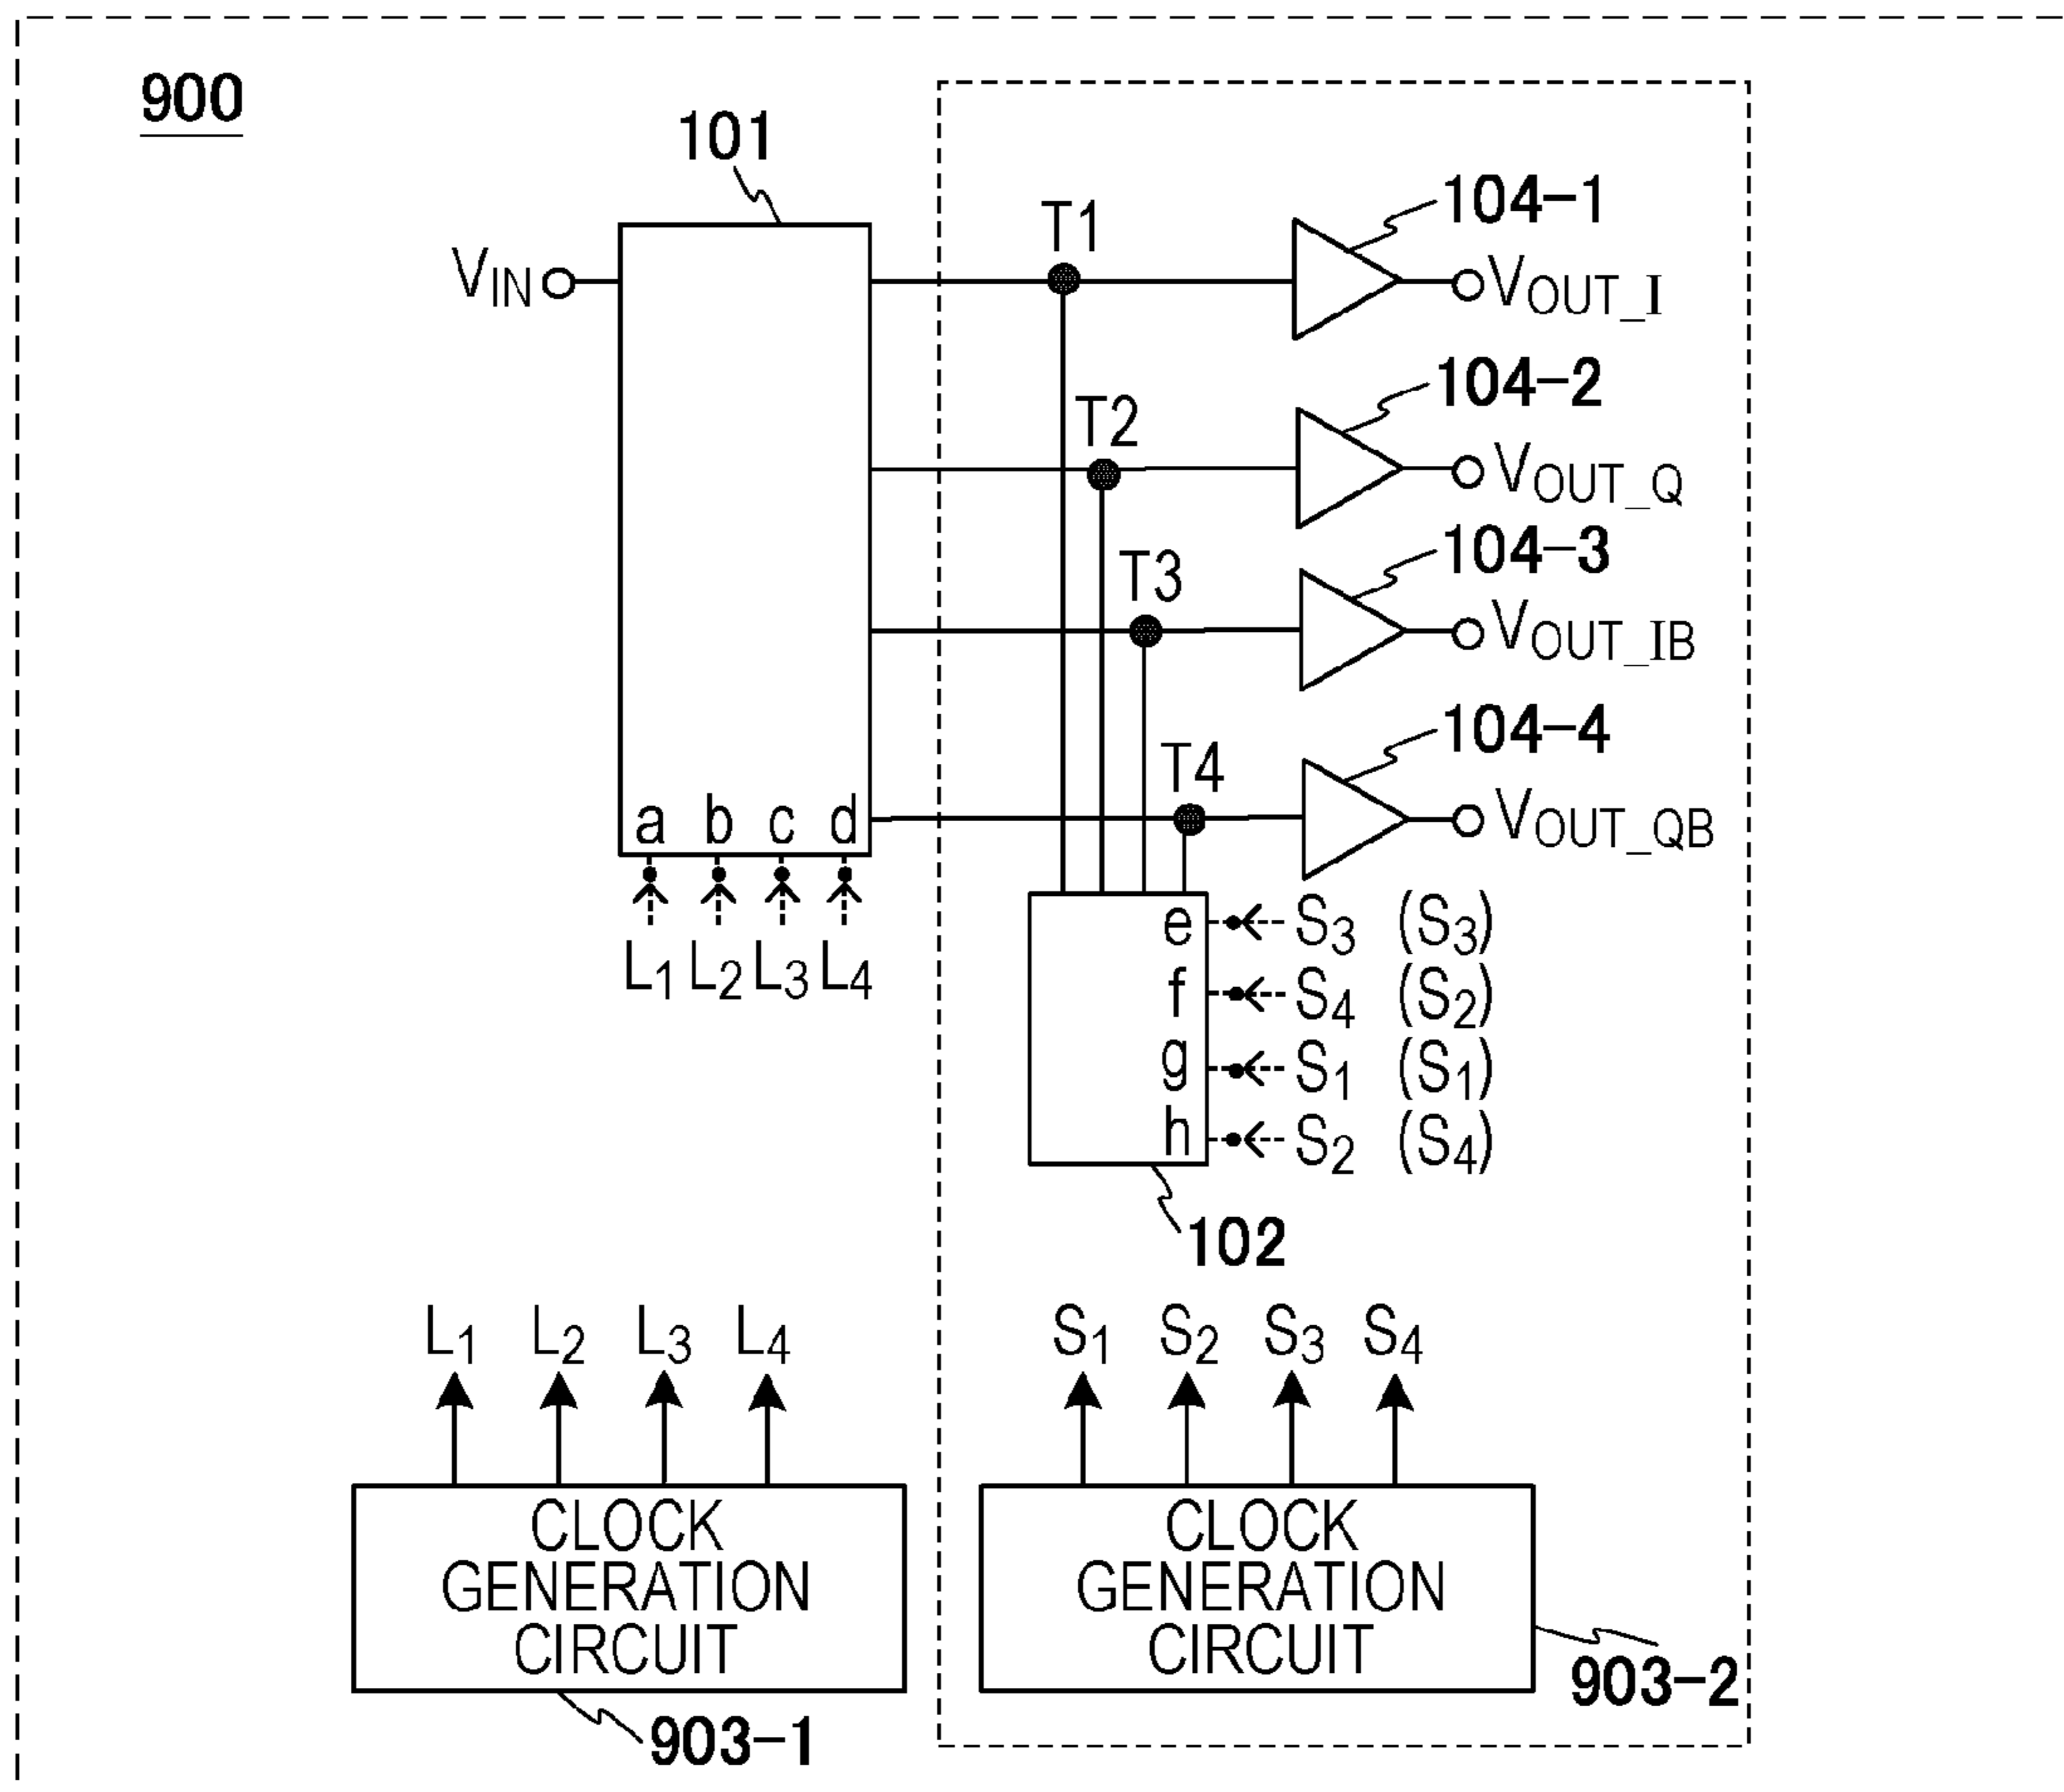 900
101
T1
104-1
VIN
VOUT_I
104-2
T2
VOUT_Q
104-3
T3
VOUT_IB
104-4
T4
VOUT_QB
a b c d
L1 L2 L3 L4
e S3 (S3)
f S4 (S2)
g S1 (S1)
h S2 (S4)
102
L1 L2 L3 L4
S1 S2 S3 S4
CLOCK
GENERATION
CIRCUIT
903-1
CLOCK
GENERATION
CIRCUIT
903-2